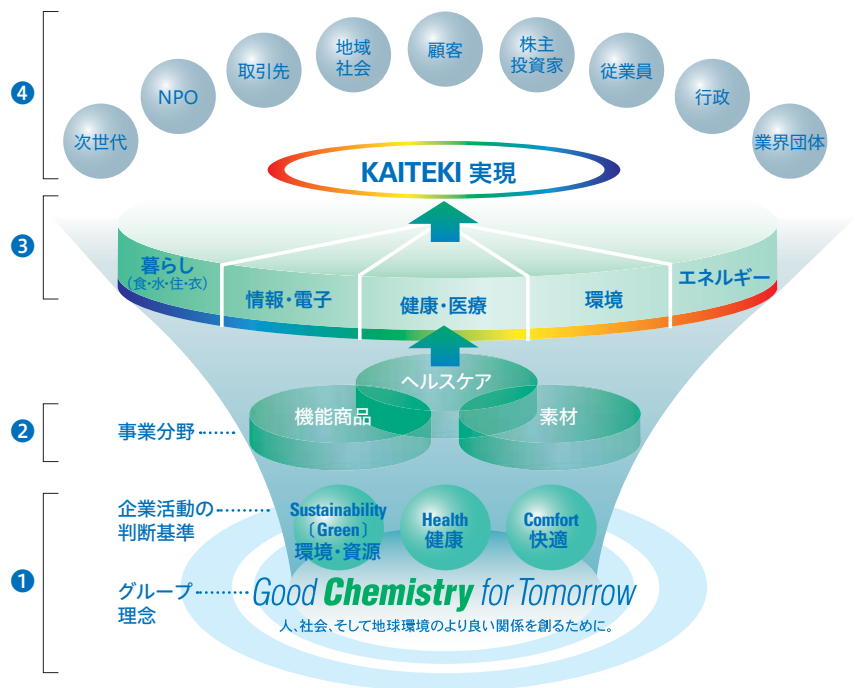 ❹
次世代
NPO
取引先
地域
社会
顧客
株主
投資家
従業員
行政
業界団体
KAITEKI 実現
❸
暮らし
(食・水・住・衣)
情報・電子
健康・医療
環境
エネルギー
❷
事業分野
ヘルスケア
機能商品
素材
❶
企業活動の
判断基準
Sustainability
〔Green〕
環境・資源
Health
健康
Comfort
快適
グループ
理念
Good Chemistry for Tomorrow
人、社会、そして地球環境のより良い関係を創るために。